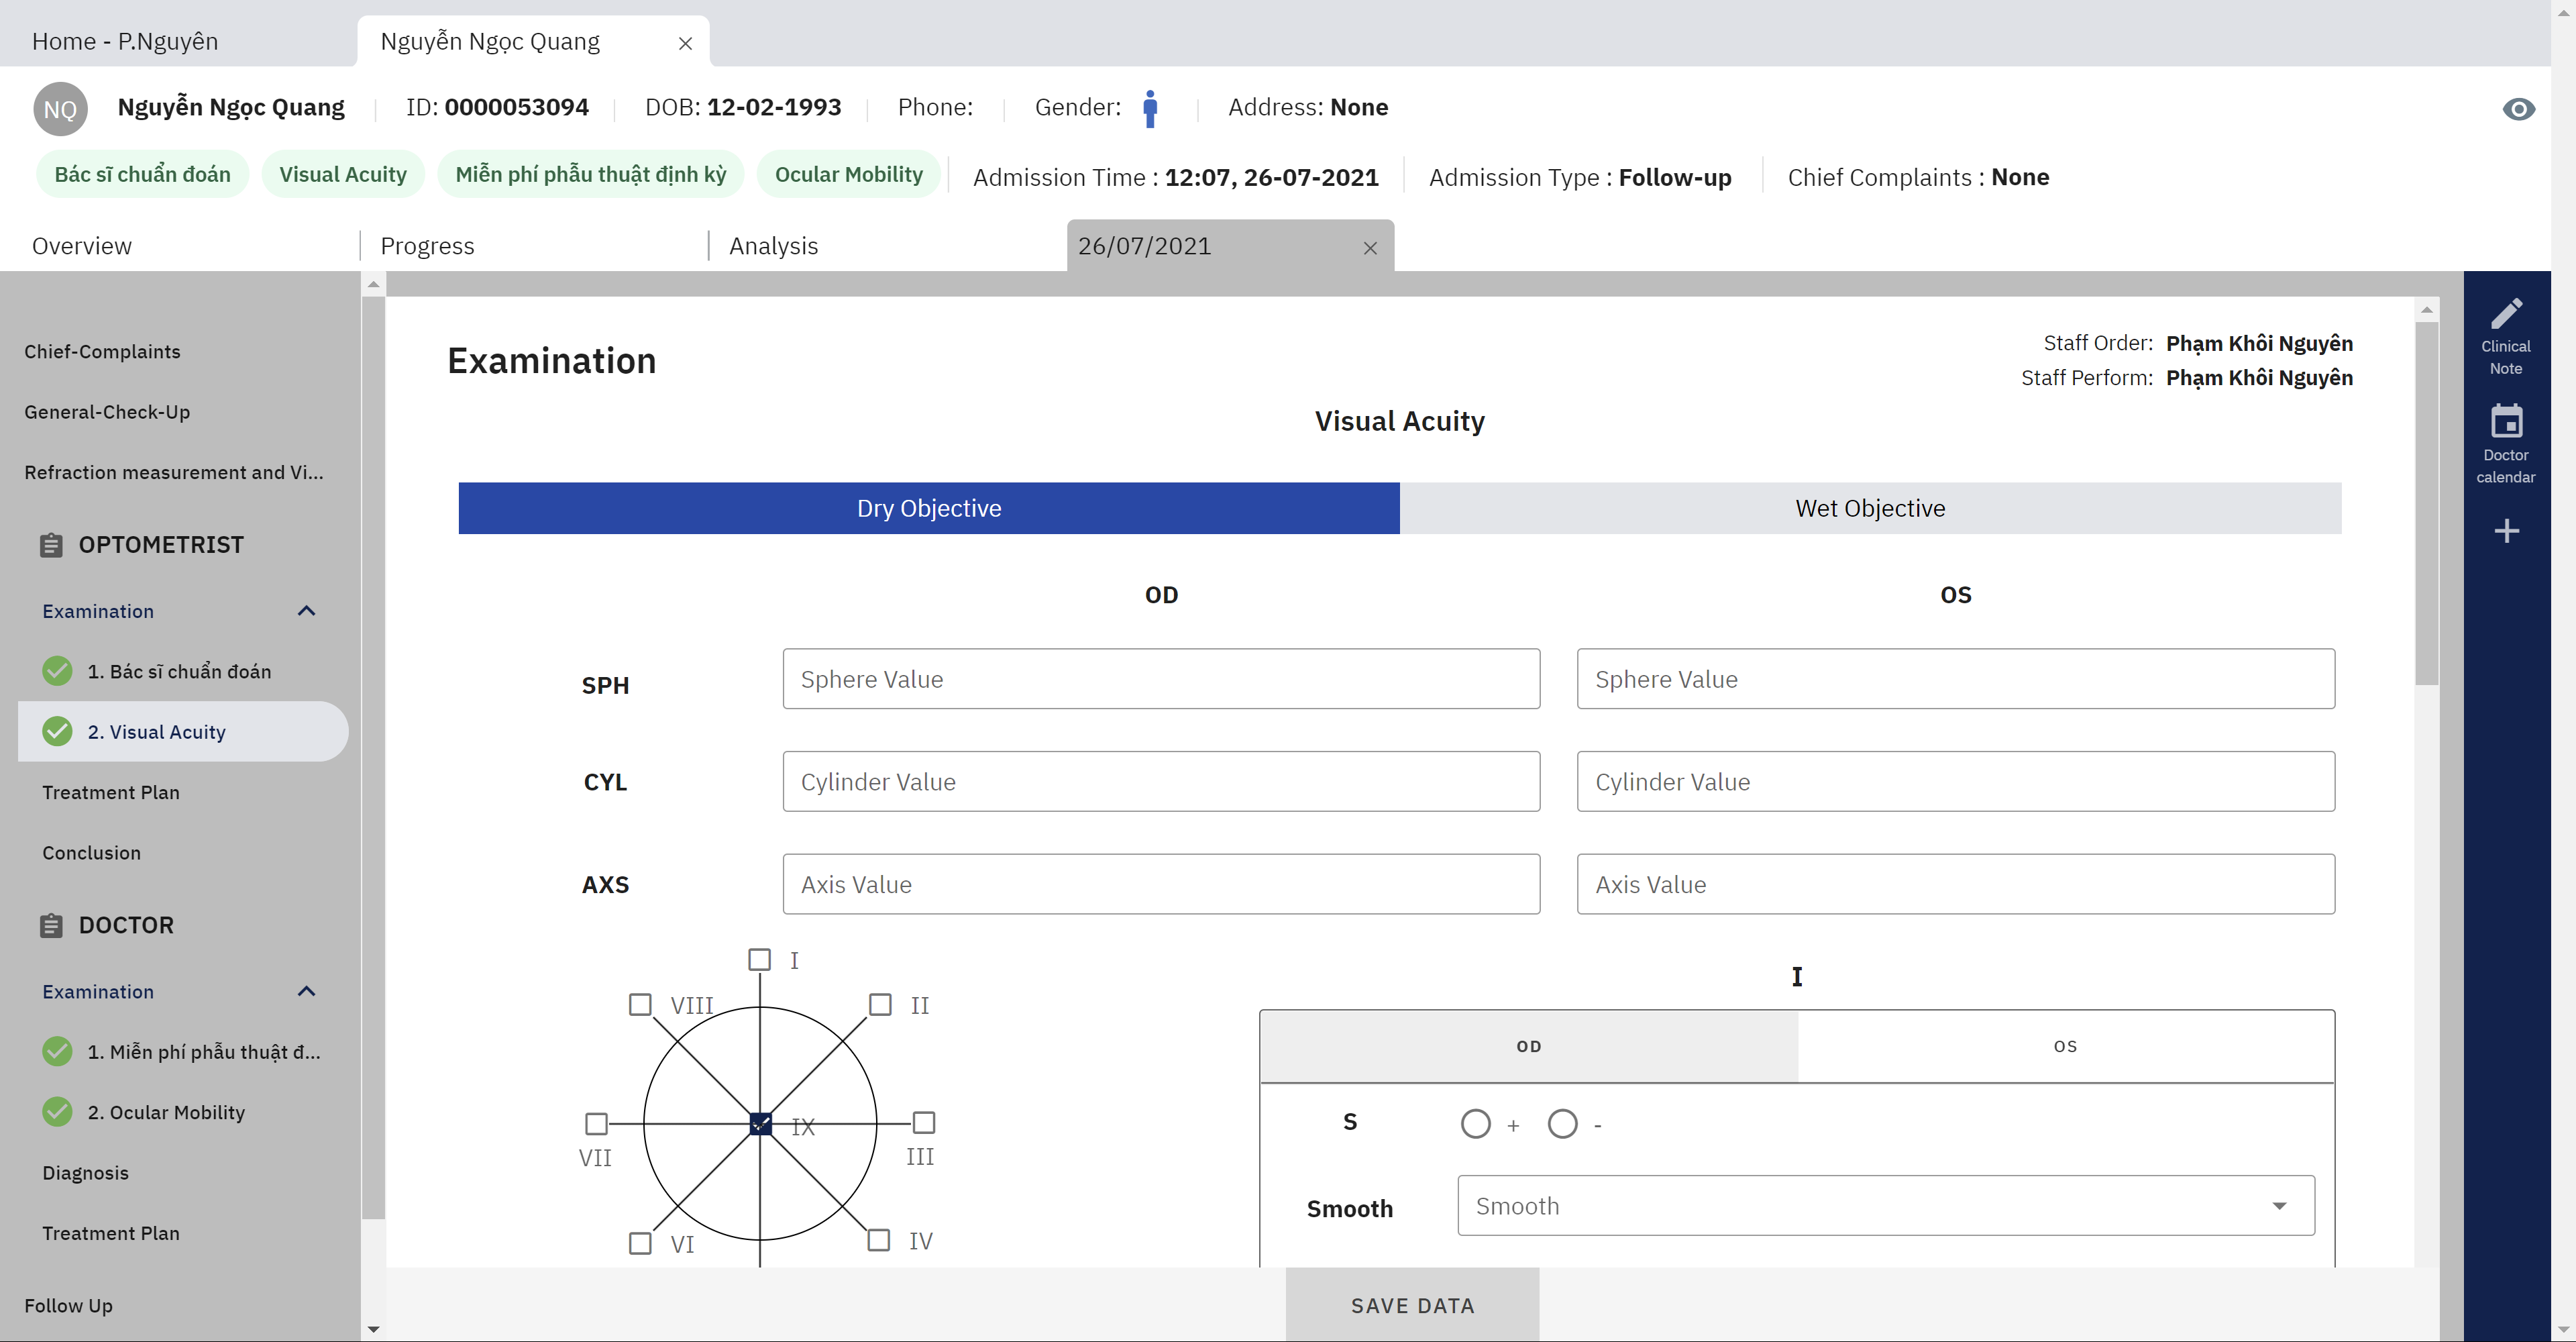 Home - P.Nguyên
Nguyễn Ngọc Quang
NQ
Nguyễn Ngọc Quang
ID: 0000053094
DOB: 12-02-1993
Phone:
Gender:
Address: None
Bác sĩ chuẩn đoán
Visual Acuity
Miễn phí phẫu thuật định kỳ
Ocular Mobility
Admission Time : 12:07, 26-07-2021
Admission Type : Follow-up
Chief Complaints : None
Overview
Progress
Analysis
26/07/2021
Chief-Complaints
General-Check-Up
Refraction measurement and Vi...
OPTOMETRIST
Examination
1. Bác sĩ chuẩn đoán
2. Visual Acuity
Treatment Plan
Conclusion
DOCTOR
Examination
1. Miễn phí phẫu thuật đ...
2. Ocular Mobility
Diagnosis
Treatment Plan
Follow Up
Examination
Staff Order: Phạm Khôi Nguyên
Staff Perform: Phạm Khôi Nguyên
Visual Acuity
Dry Objective
Wet Objective
OD
OS
SPH
Sphere Value
Sphere Value
CYL
Cylinder Value
Cylinder Value
AXS
Axis Value
Axis Value
I
VIII
II
IX
VII
III
VI
IV
I
OD
OS
S
+
-
Smooth
Smooth
SAVE DATA
Clinical
Note
Doctor
calendar